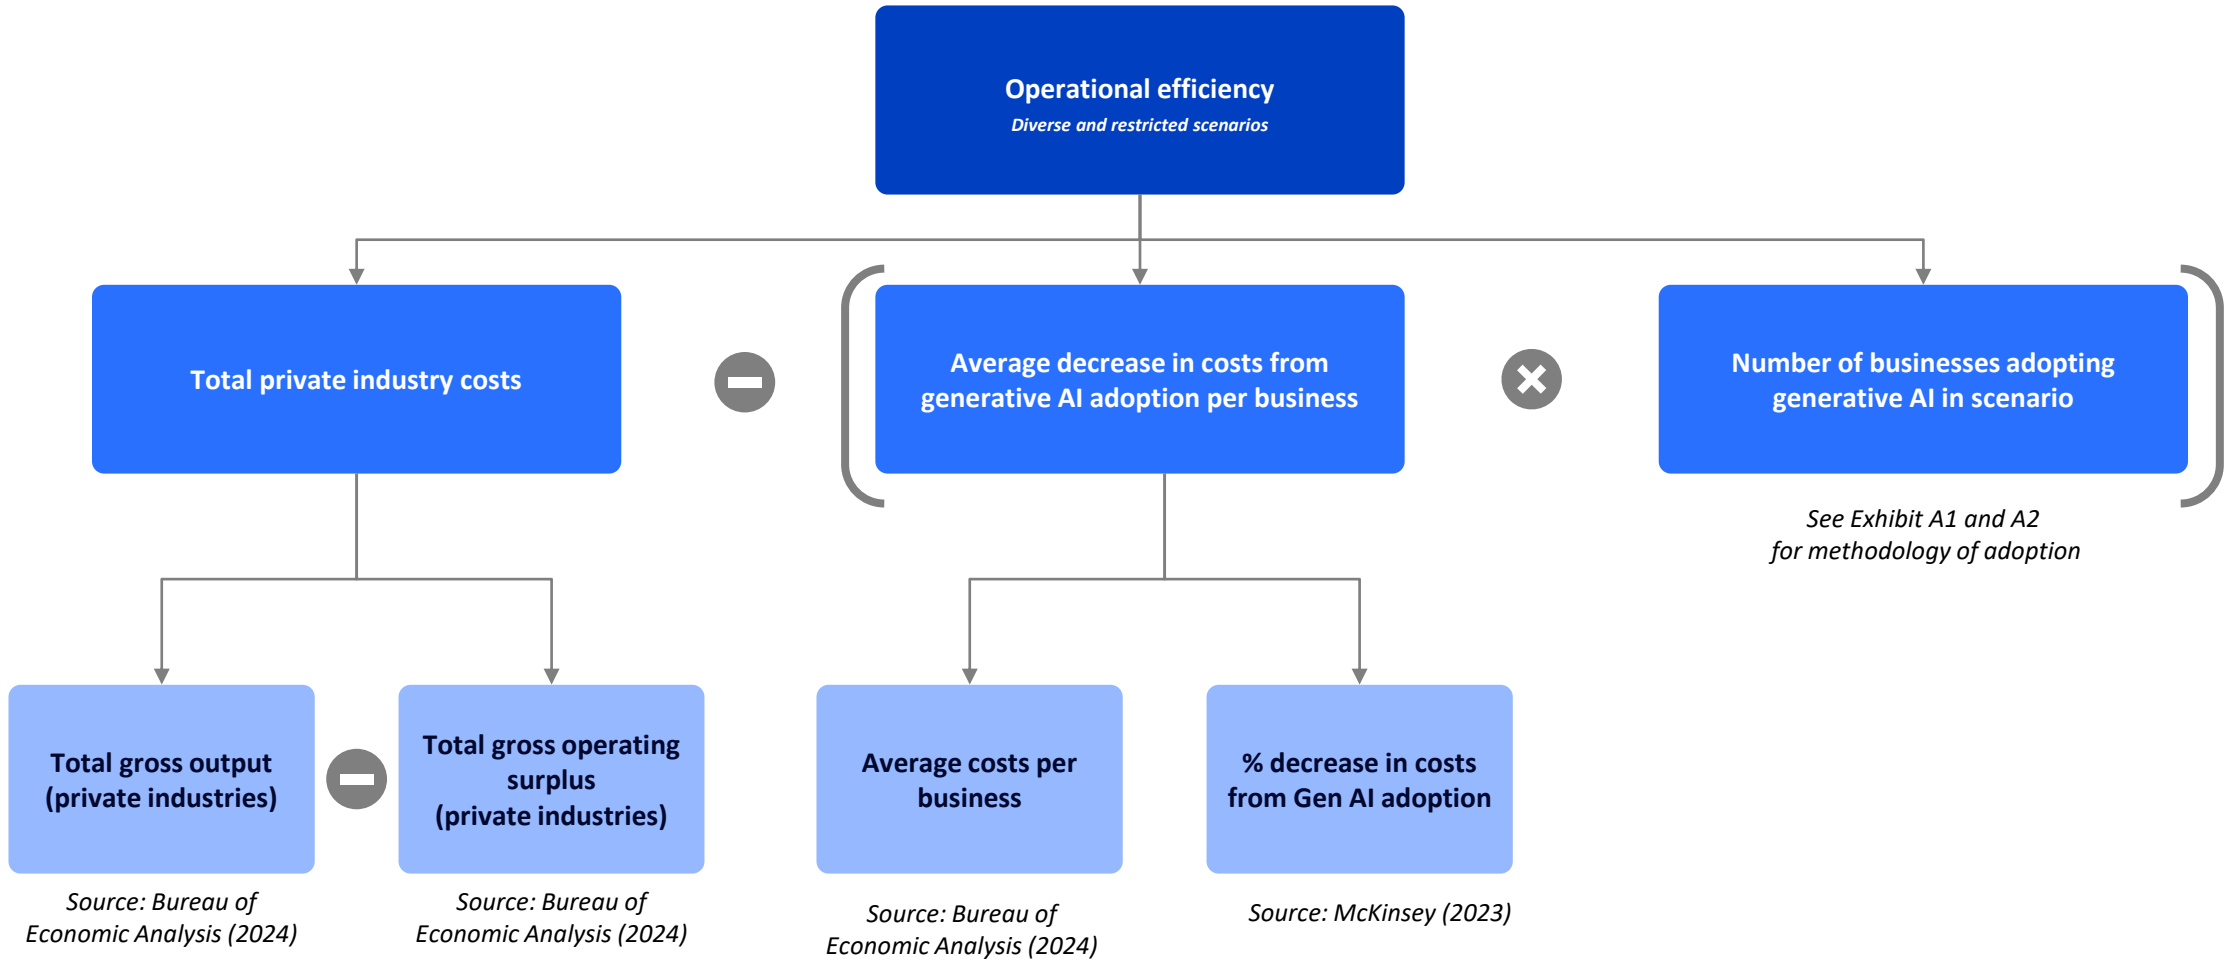 Operational efficiency
Diverse and restricted scenarios
Total private industry costs
Average decrease in costs from
generative AI adoption per business
Number of businesses adopting
generative AI in scenario
See Exhibit A1 and A2
for methodology of adoption
Total gross output
(private industries)
Total gross operating
surplus
(private industries)
Average costs per
business
% decrease in costs
from Gen AI adoption
Source: Bureau of
Economic Analysis (2024)
Source: Bureau of
Economic Analysis (2024)
Source: Bureau of
Economic Analysis (2024)
Source: McKinsey (2023)